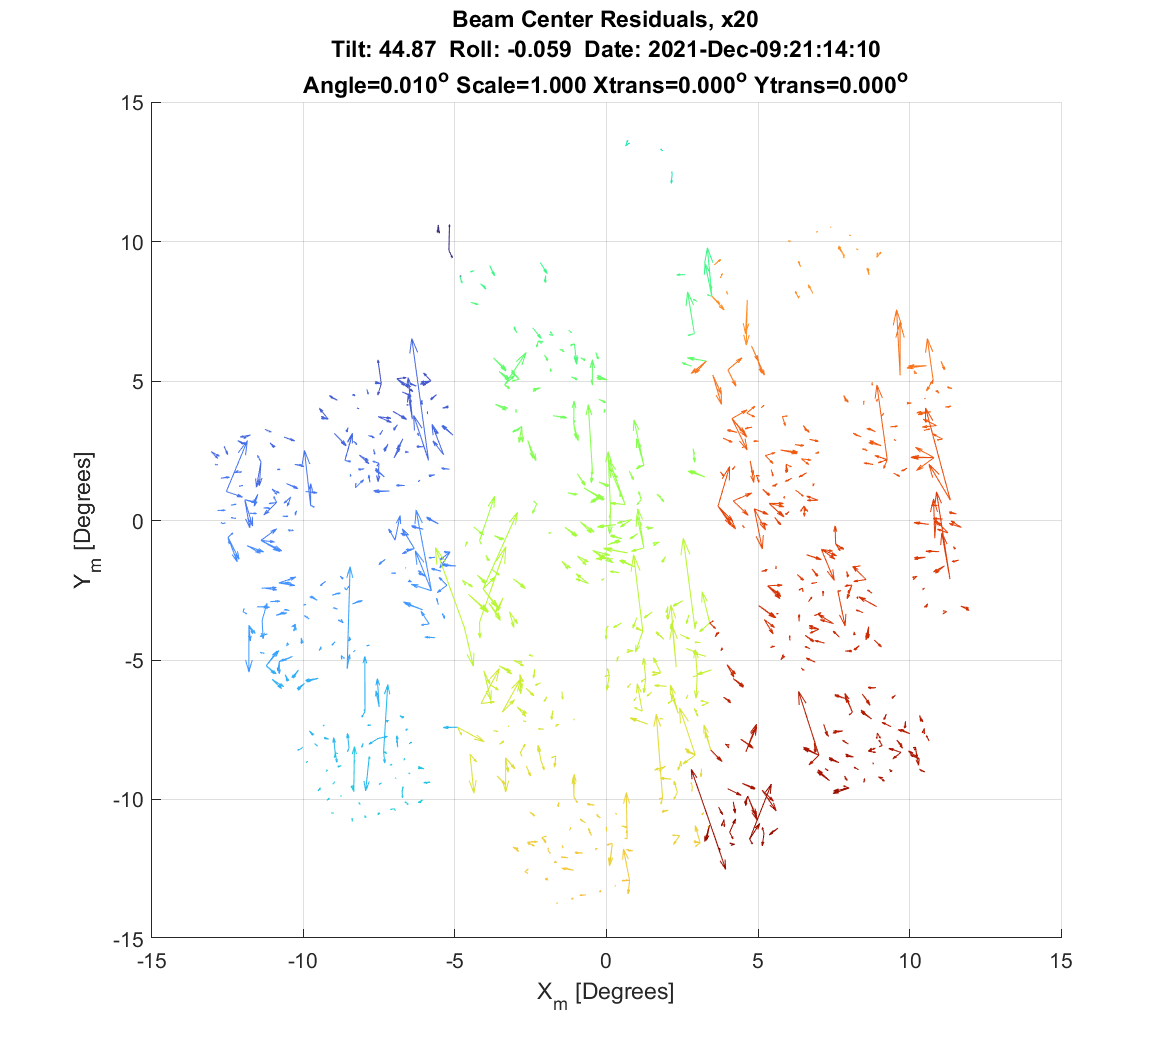 Beam Center Residuals, x20
Tilt: 44.87 Roll: -0.059 Date: 2021-Dec-09:21:14:10
Angle=0.010° Scale=1.000 Xtrans=0.000° Ytrans=0.000°
15
10
5
0
-5
-10
-15
Y_m [Degrees]
-15 -10 -5 0 5 10 15
X_m [Degrees]